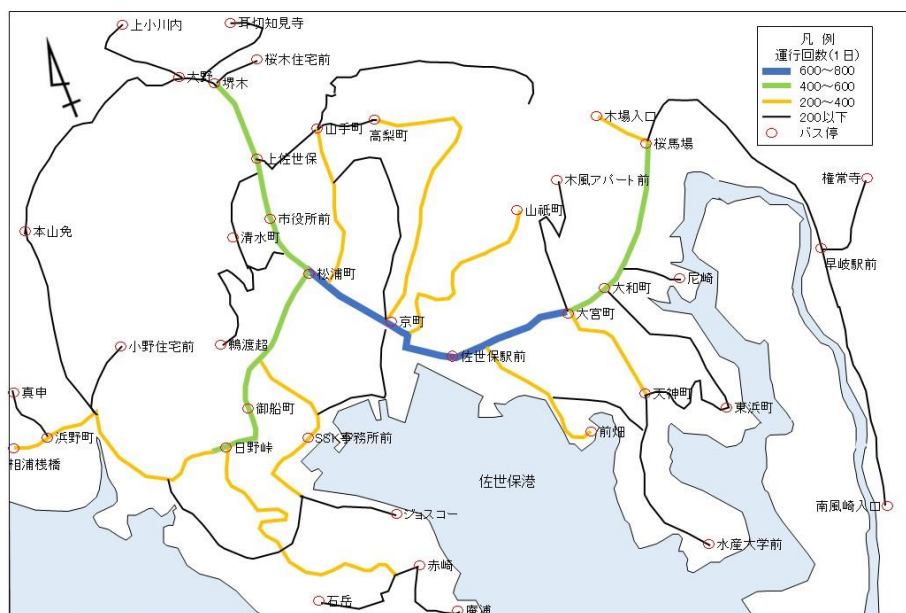 上小川内
耳切知見寺
桜木住宅前
大野
堺木
凡 例
運行回数(1日)
600～800
400～600
200～400
200以下
バス停
山手町
高梨町
木場入口
桜馬場
上佐世保
木風アパート前
権常寺
市役所前
山祇町
本山免
清水町
早岐駅前
松浦町
尼崎
大和町
京町
大宮町
小野住宅前
鵜渡超
佐世保駅前
真申
御船町
天神町
東浜町
浜野町
SSK事務所前
前畑
日野峠
相浦桟橋
佐世保港
南風崎入口
ジョスコー
水産大学前
赤崎
石岳
庵浦